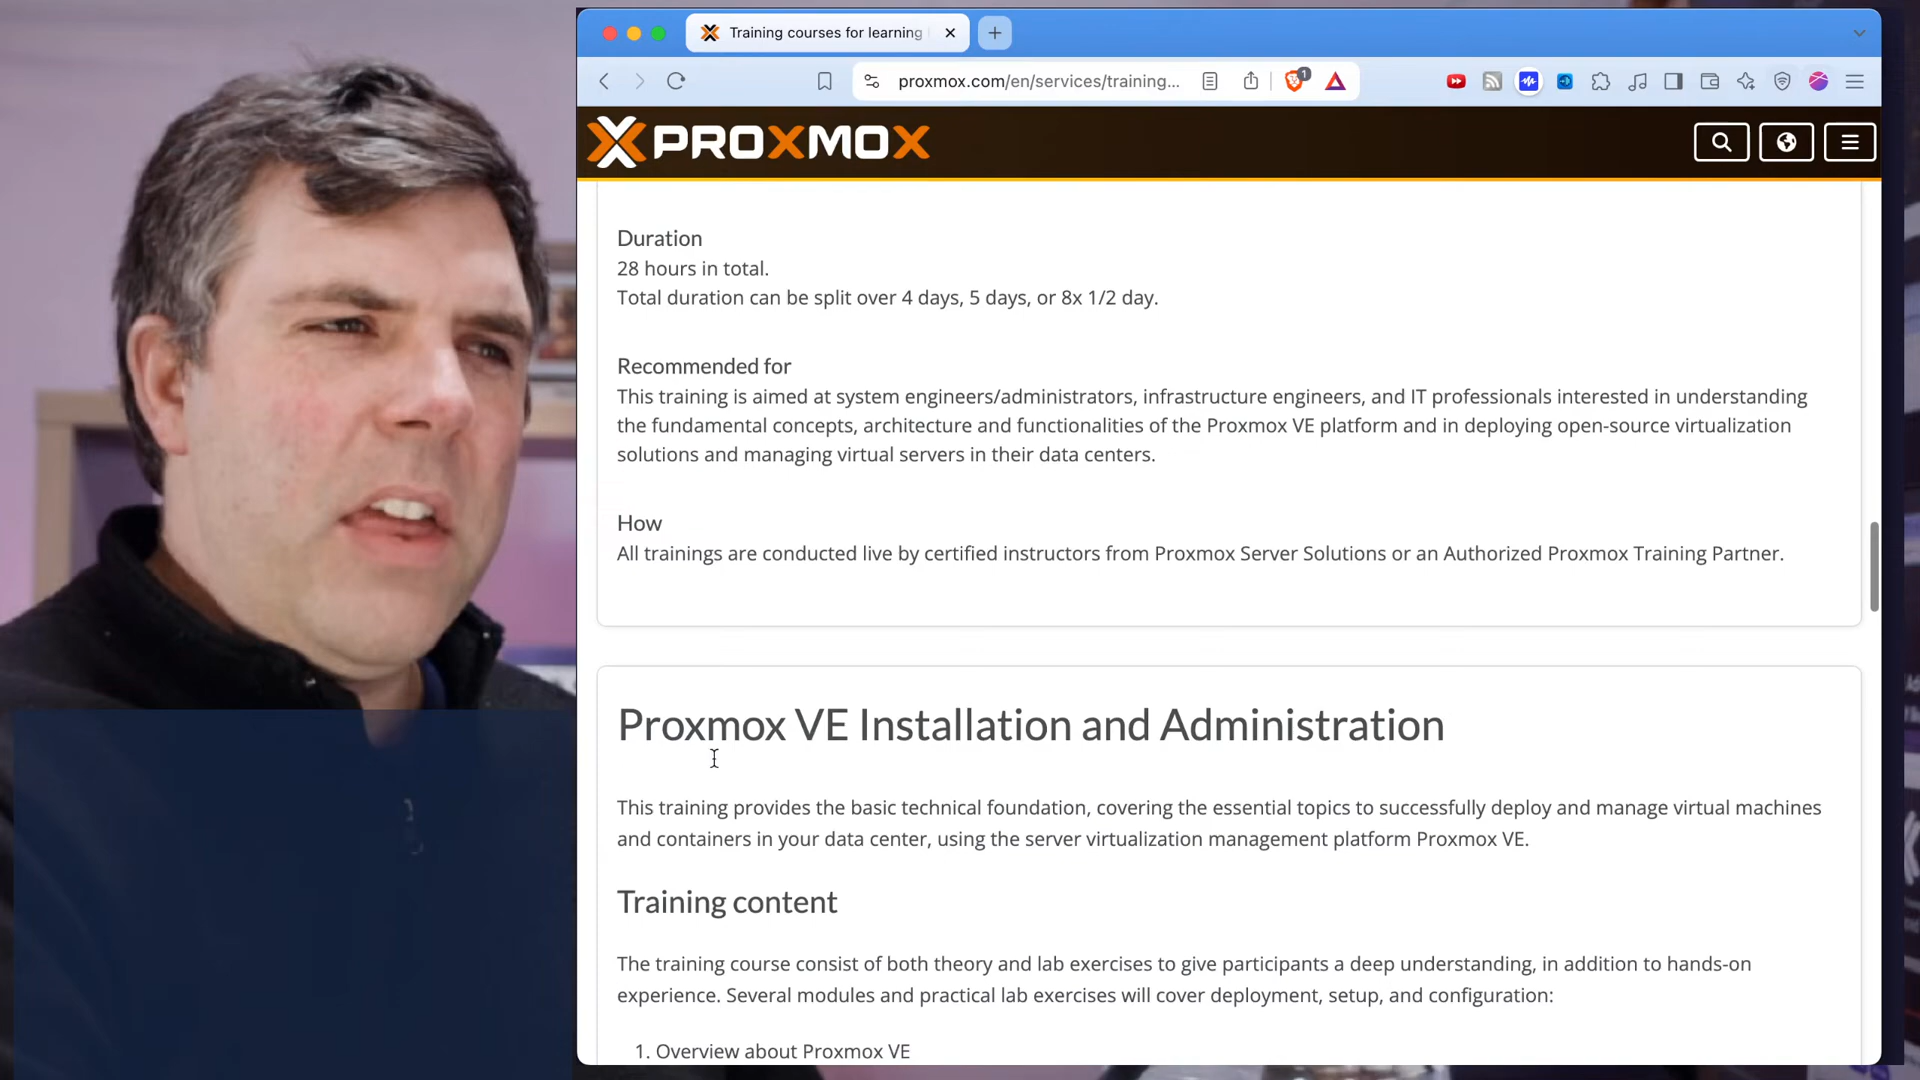 Training courses for learning
proxmox.com/en/services/training...
1
PROXMOX
Duration
28 hours in total.
Total duration can be split over 4 days, 5 days, or 8x 1/2 day.
Recommended for
This training is aimed at system engineers/administrators, infrastructure engineers, and IT professionals interested in understanding
the fundamental concepts, architecture and functionalities of the Proxmox VE platform and in deploying open-source virtualization
solutions and managing virtual servers in their data centers.
How
All trainings are conducted live by certified instructors from Proxmox Server Solutions or an Authorized Proxmox Training Partner.
Proxmox VE Installation and Administration
This training provides the basic technical foundation, covering the essential topics to successfully deploy and manage virtual machines
and containers in your data center, using the server virtualization management platform Proxmox VE.
Training content
The training course consist of both theory and lab exercises to give participants a deep understanding, in addition to hands-on
experience. Several modules and practical lab exercises will cover deployment, setup, and configuration:
1. Overview about Proxmox VE